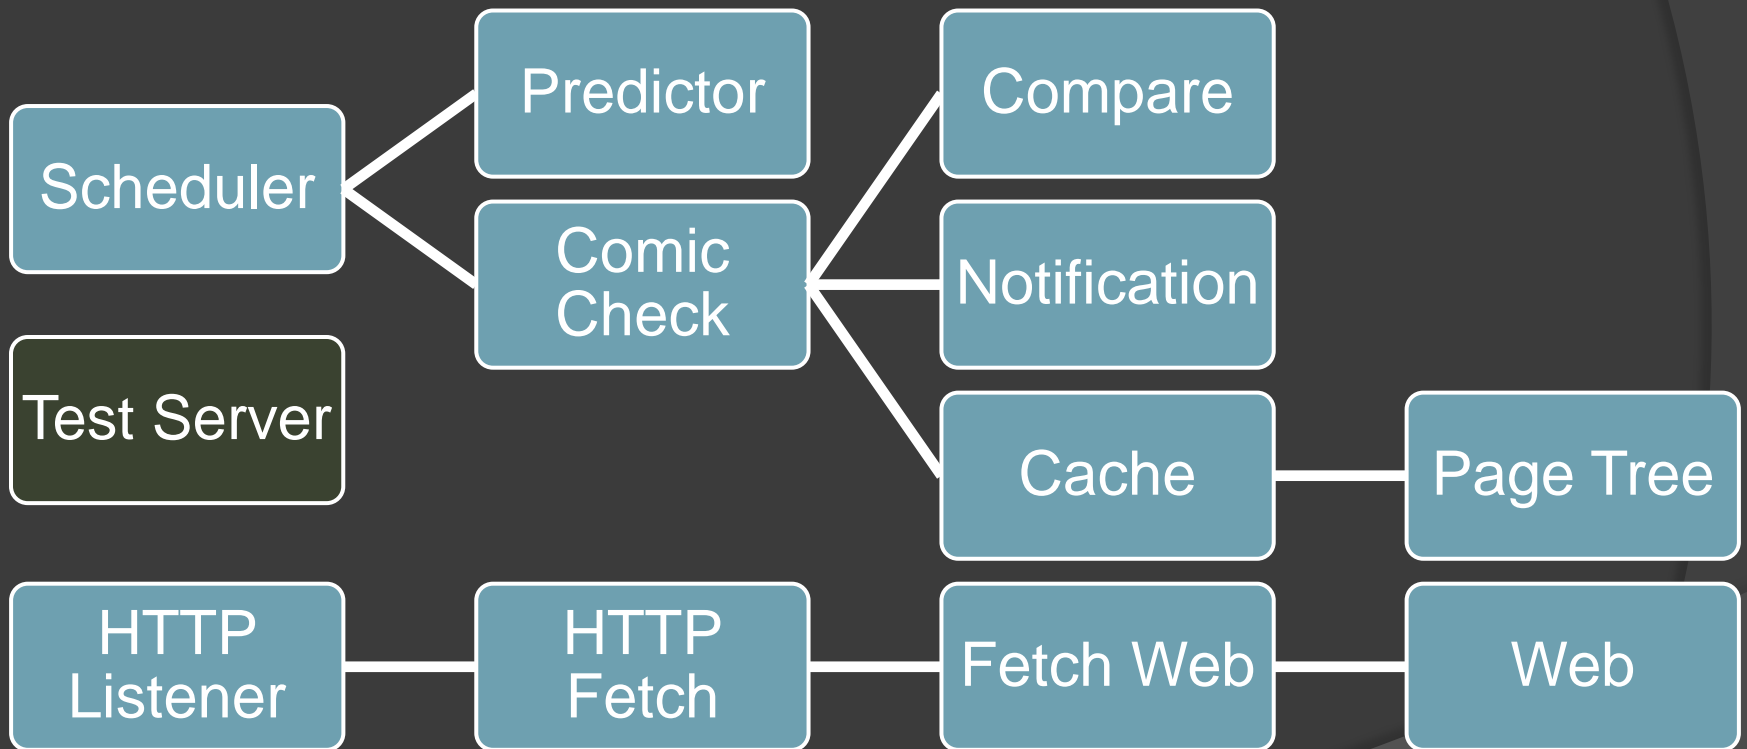 Predictor
Compare
Scheduler
Comic
Check
Notification
Test Server
Cache
Page Tree
HTTP
Listener
HTTP
Fetch
Fetch Web
Web